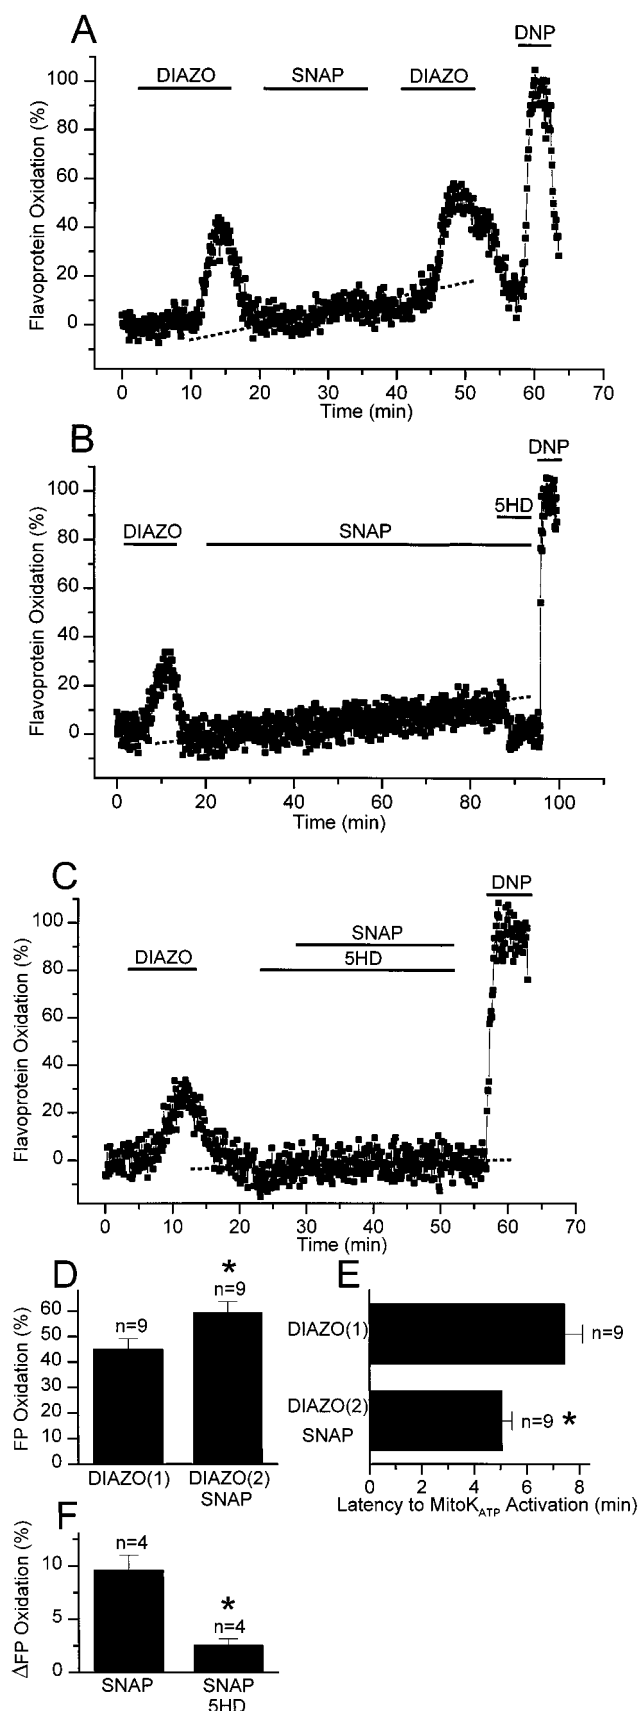 A
DNP
DIAZO SNAP DIAZO
100
80
60
40
20
0
Flavoprotein Oxidation (%)
0 10 20 30 40 50 60 70
Time (min)
B
DNP
5HD
DIAZO SNAP
100
80
60
40
20
0
Flavoprotein Oxidation (%)
0 20 40 60 80 100
Time (min)
C
DNP
SNAP
DIAZO 5HD
100
80
60
40
20
0
Flavoprotein Oxidation (%)
0 10 20 30 40 50 60 70
Time (min)
D
*
n=9 n=9
60
50
40
30
20
10
0
FP Oxidation (%)
DIAZO(1) DIAZO(2)
SNAP
E
DIAZO(1) n=9
DIAZO(2) n=9 *
SNAP
0 2 4 6 8
Latency to MitoKATP Activation (min)
F
n=4
*
n=4
10
5
0
ΔFP Oxidation (%)
SNAP SNAP
5HD